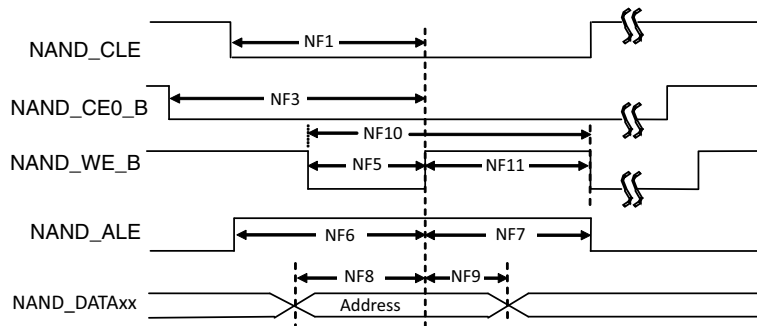 NAND_CLE
NF1
NAND_CE0_B
NF3
NF10
NAND_WE_B
NF5
NF11
NAND_ALE
NF6
NF7
NF8
NF9
NAND_DATAxx
Address